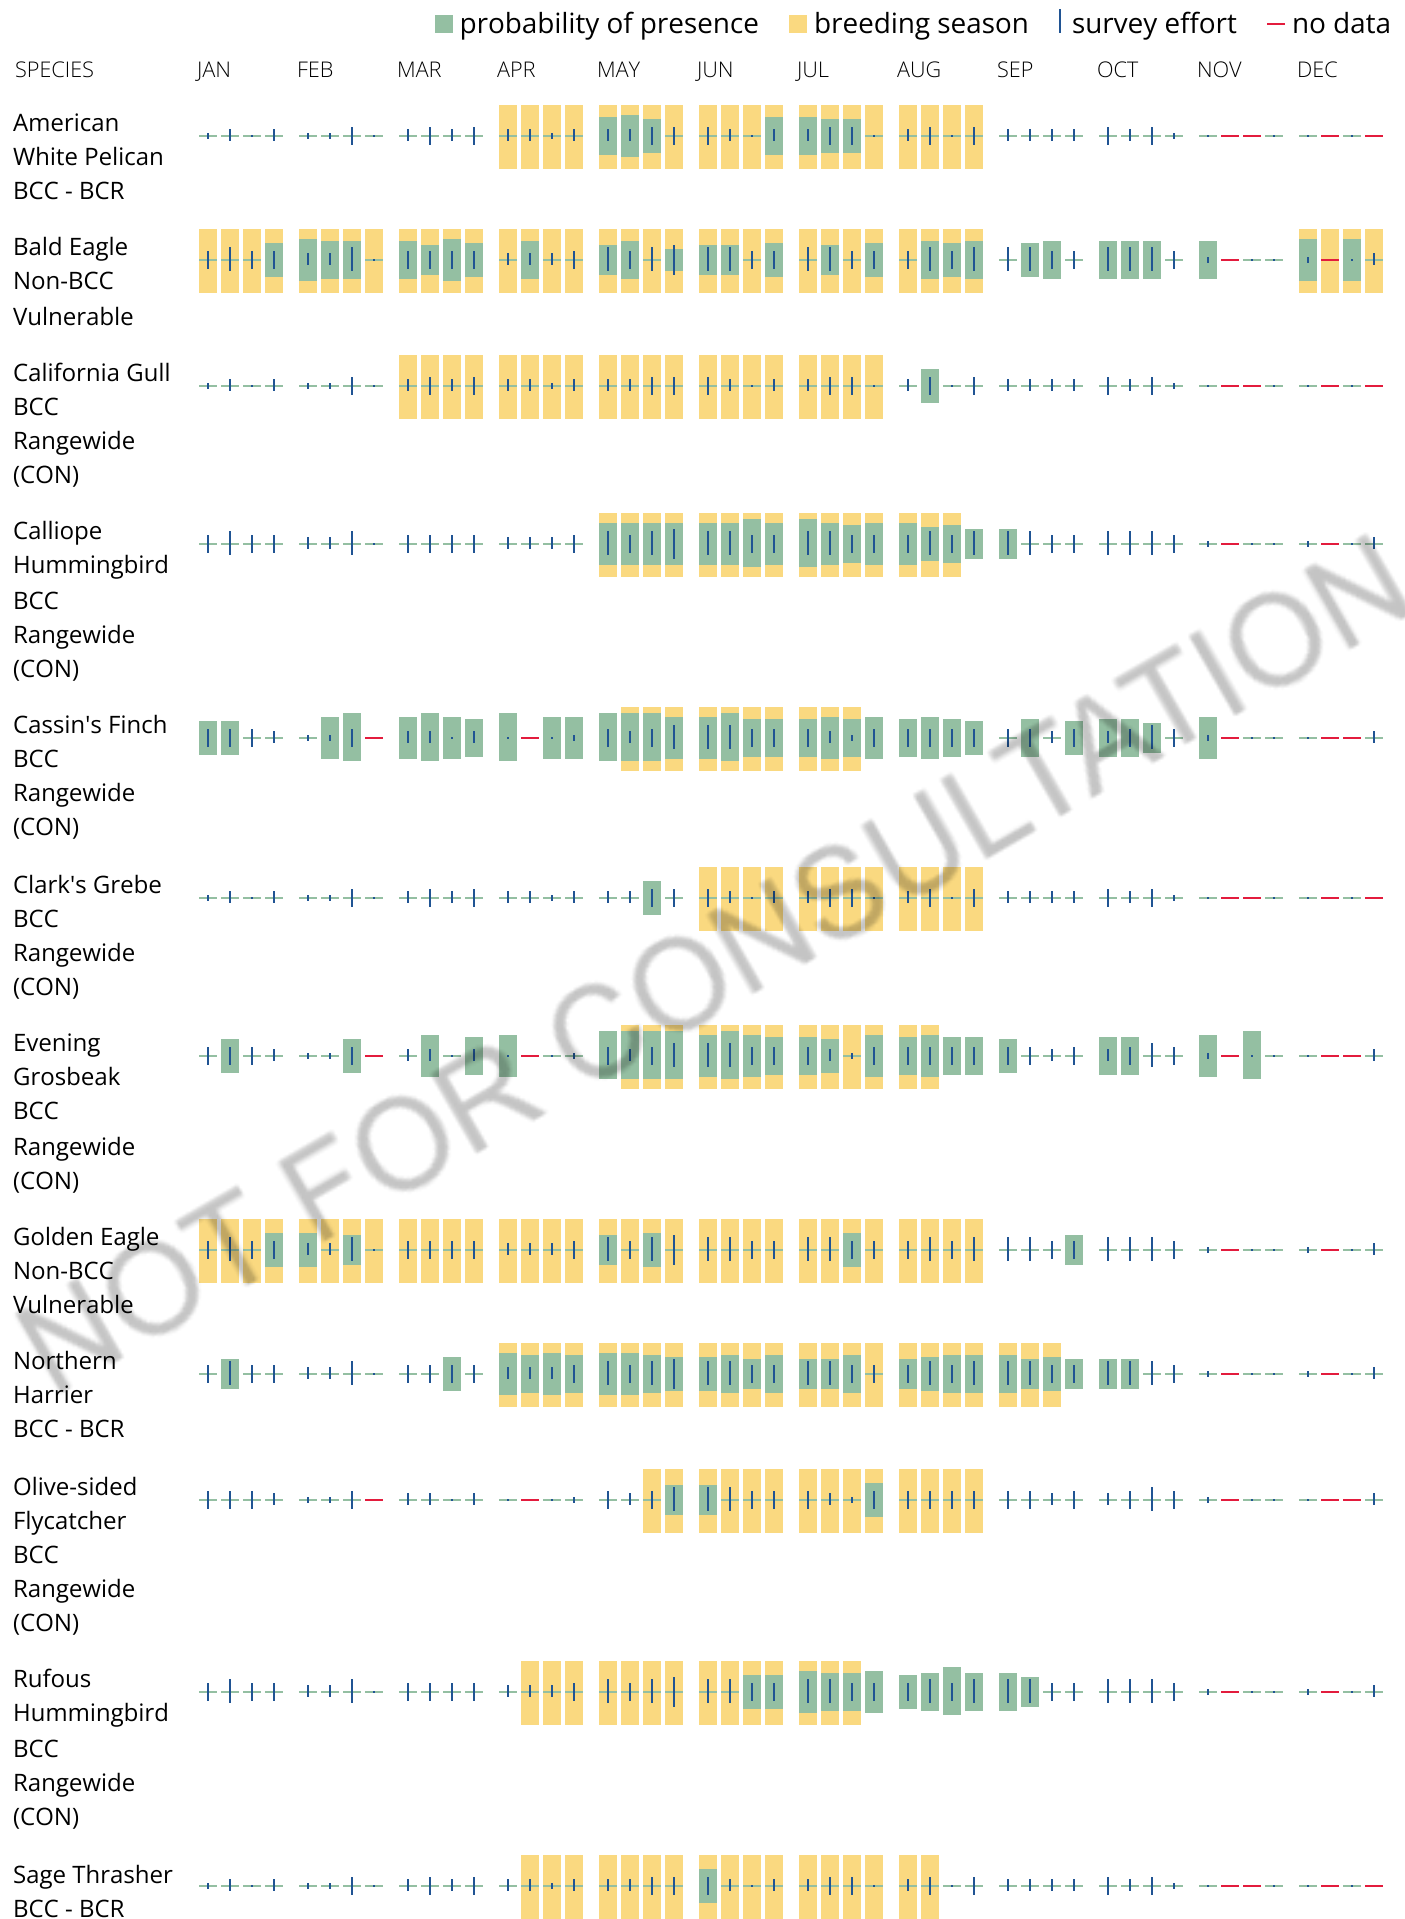 probability of presence breeding season survey effort no data
SPECIES JAN FEB MAR APR MAY JUN JUL AUG SEP OCT NOV DEC
American
White Pelican
BCC - BCR
Bald Eagle
Non-BCC
Vulnerable
California Gull
BCC
Rangewide
(CON)
Calliope
Hummingbird
BCC
Rangewide
(CON)
Cassin's Finch
BCC
Rangewide
(CON)
Clark's Grebe
BCC
Rangewide
(CON)
Evening
Grosbeak
BCC
Rangewide
(CON)
Golden Eagle
Non-BCC
Vulnerable
Northern
Harrier
BCC - BCR
Olive-sided
Flycatcher
BCC
Rangewide
(CON)
Rufous
Hummingbird
BCC
Rangewide
(CON)
Sage Thrasher
BCC - BCR
NOT FOR CONSULTATION